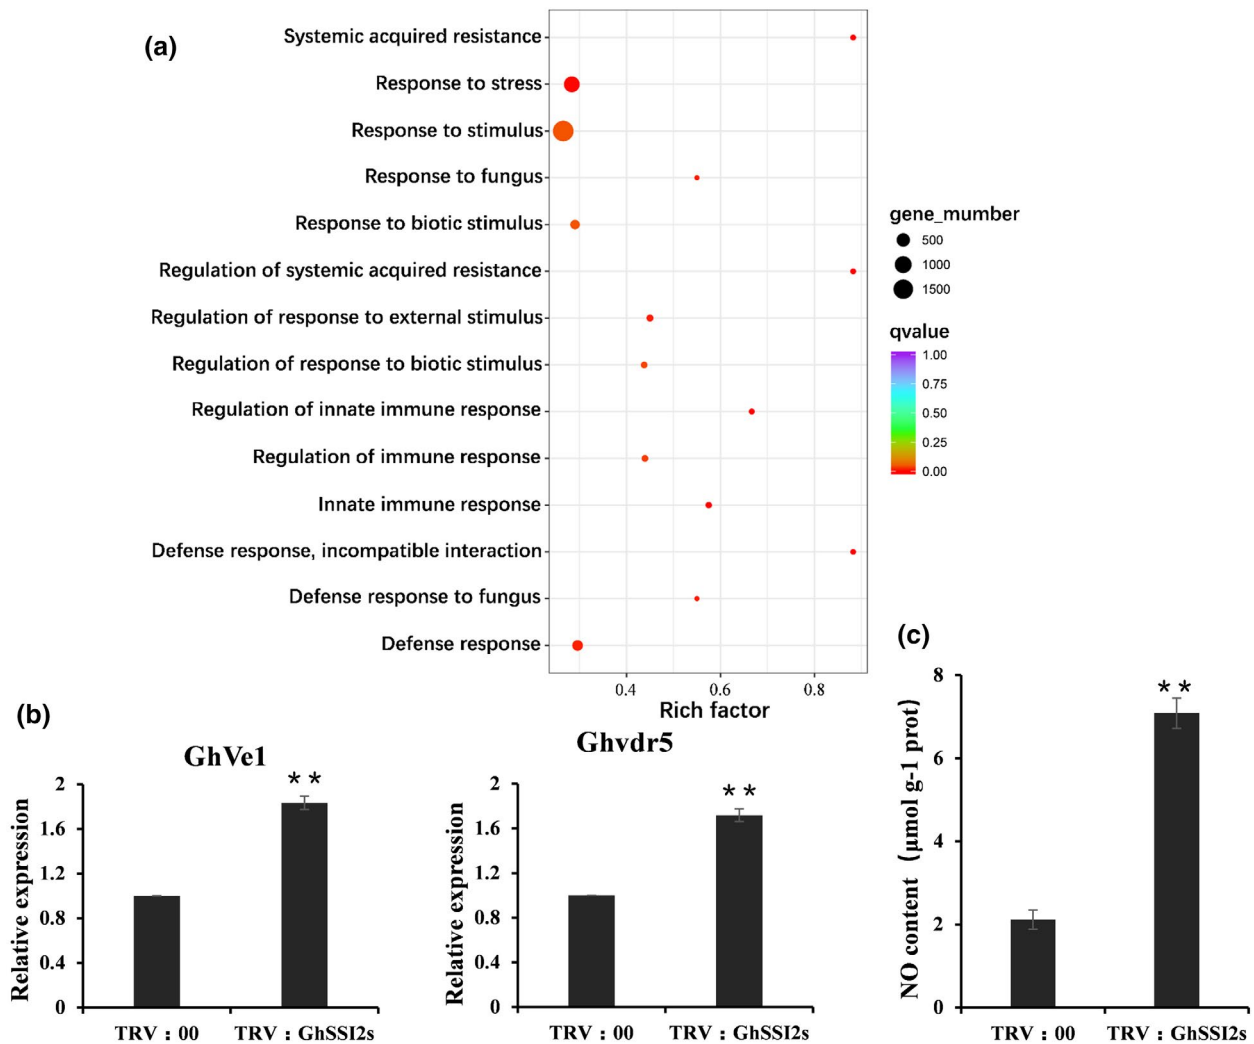 (a)
Systemic acquired resistance
Response to stress
Response to stimulus
Response to fungus
Response to biotic stimulus
Regulation of systemic acquired resistance
Regulation of response to external stimulus
Regulation of response to biotic stimulus
Regulation of innate immune response
Regulation of immune response
Innate immune response
Defense response, incompatible interaction
Defense response to fungus
Defense response
0.4 0.6 0.8
Rich factor
gene_mumber
500
1000
1500
qvalue
1.00
0.75
0.50
0.25
0.00
(b)
GhVe1
Relative expression
2
1.6
1.2
0.8
0.4
0
**
TRV : 00 TRV : GhSSI2s
Ghvdr5
Relative expression
2
1.6
1.2
0.8
0.4
0
**
TRV : 00 TRV : GhSSI2s
(c)
NO content (μmol g-1 prot)
8
6
4
2
0
**
TRV : 00 TRV : GhSSI2s